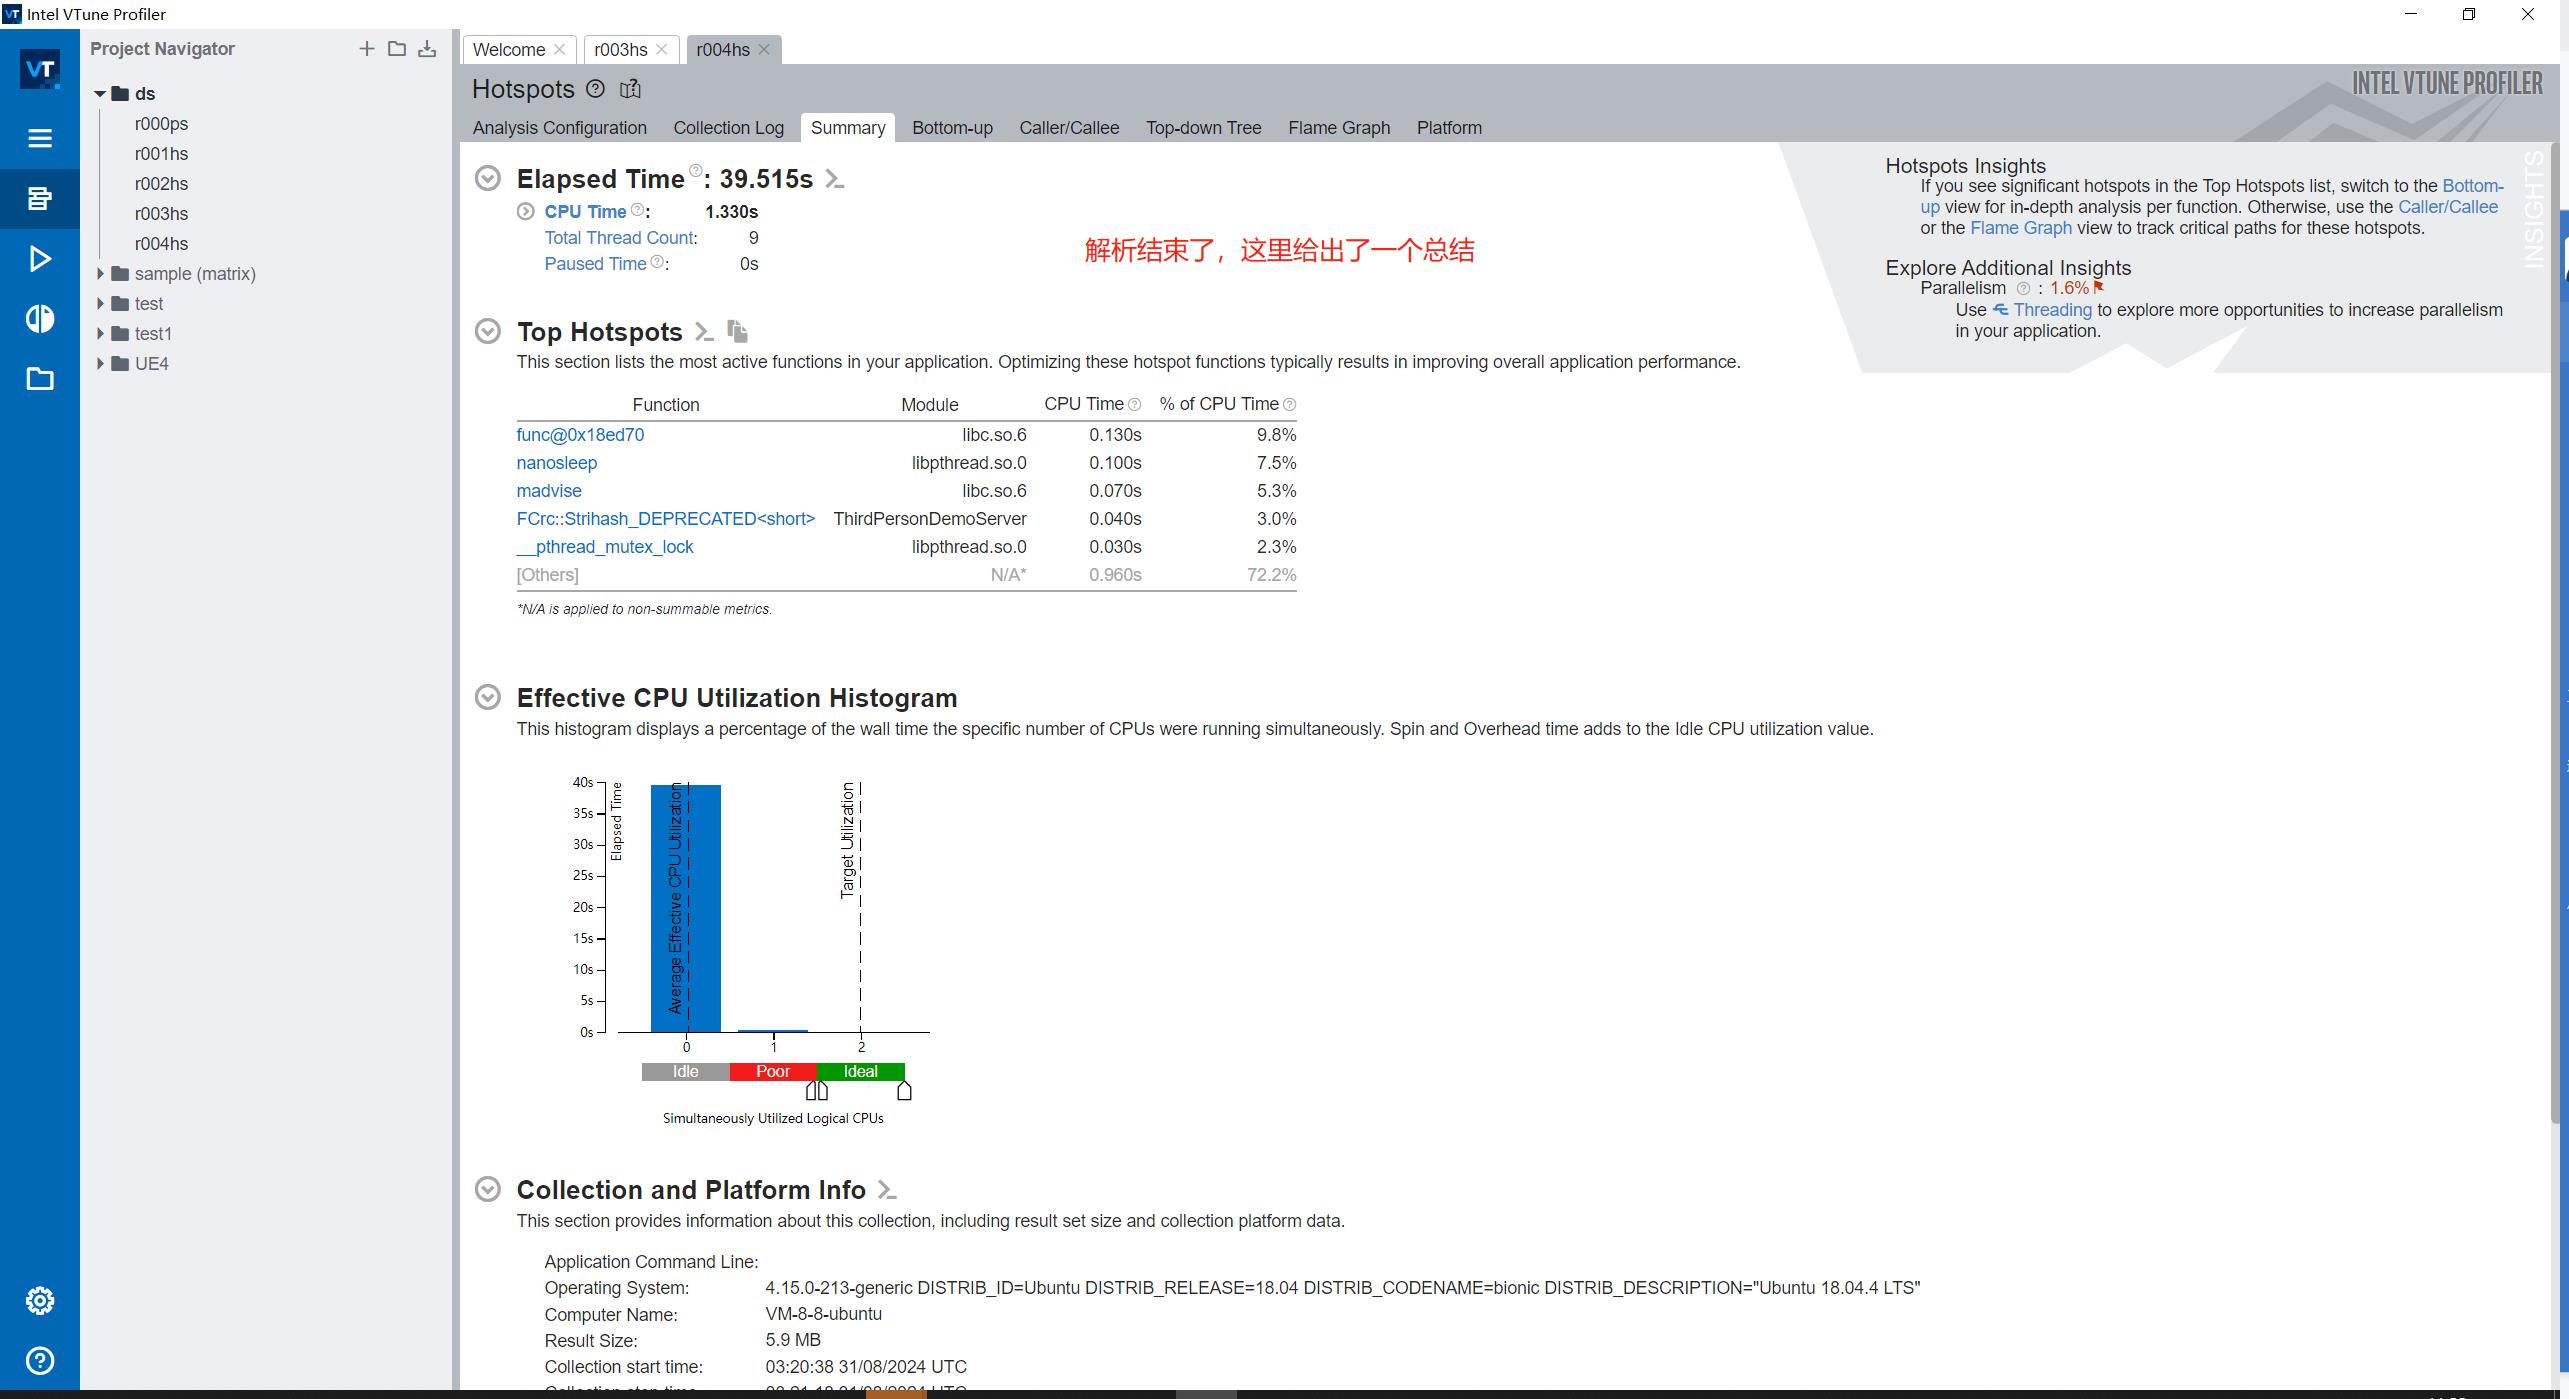 Intel VTune Profiler
Project Navigator
ds
r000ps
r001hs
r002hs
r003hs
r004hs
sample (matrix)
test
test1
UE4
Welcome
r003hs
r004hs
Hotspots
INTEL VTUNE PROFILER
Analysis Configuration Collection Log Summary Bottom-up Caller/Callee Top-down Tree Flame Graph Platform
Elapsed Time: 39.515s
CPU Time: 1.330s
Total Thread Count: 9
Paused Time: 0s
解析结束了，这里给出了一个总结
Hotspots Insights
If you see significant hotspots in the Top Hotspots list, switch to the Bottom-
up view for in-depth analysis per function. Otherwise, use the Caller/Callee
or the Flame Graph view to track critical paths for these hotspots.
Explore Additional Insights
Parallelism : 1.6%
Use Threading to explore more opportunities to increase parallelism
in your application.
INSIGHTS
Top Hotspots
This section lists the most active functions in your application. Optimizing these hotspot functions typically results in improving overall application performance.
Function Module CPU Time % of CPU Time
func@0x18ed70 libc.so.6 0.130s 9.8%
nanosleep libpthread.so.0 0.100s 7.5%
madvise libc.so.6 0.070s 5.3%
FCrc::Strihash_DEPRECATED<short> ThirdPersonDemoServer 0.040s 3.0%
__pthread_mutex_lock libpthread.so.0 0.030s 2.3%
[Others] N/A* 0.960s 72.2%
*N/A is applied to non-summable metrics.
Effective CPU Utilization Histogram
This histogram displays a percentage of the wall time the specific number of CPUs were running simultaneously. Spin and Overhead time adds to the Idle CPU utilization value.
40s
35s
30s
25s
20s
15s
10s
5s
0s
Elapsed Time
Average Effective CPU Utilization
Target Utilization
0 1 2
Idle Poor Ideal
Simultaneously Utilized Logical CPUs
Collection and Platform Info
This section provides information about this collection, including result set size and collection platform data.
Application Command Line:
Operating System: 4.15.0-213-generic DISTRIB_ID=Ubuntu DISTRIB_RELEASE=18.04 DISTRIB_CODENAME=bionic DISTRIB_DESCRIPTION="Ubuntu 18.04.4 LTS"
Computer Name: VM-8-8-ubuntu
Result Size: 5.9 MB
Collection start time: 03:20:38 31/08/2024 UTC